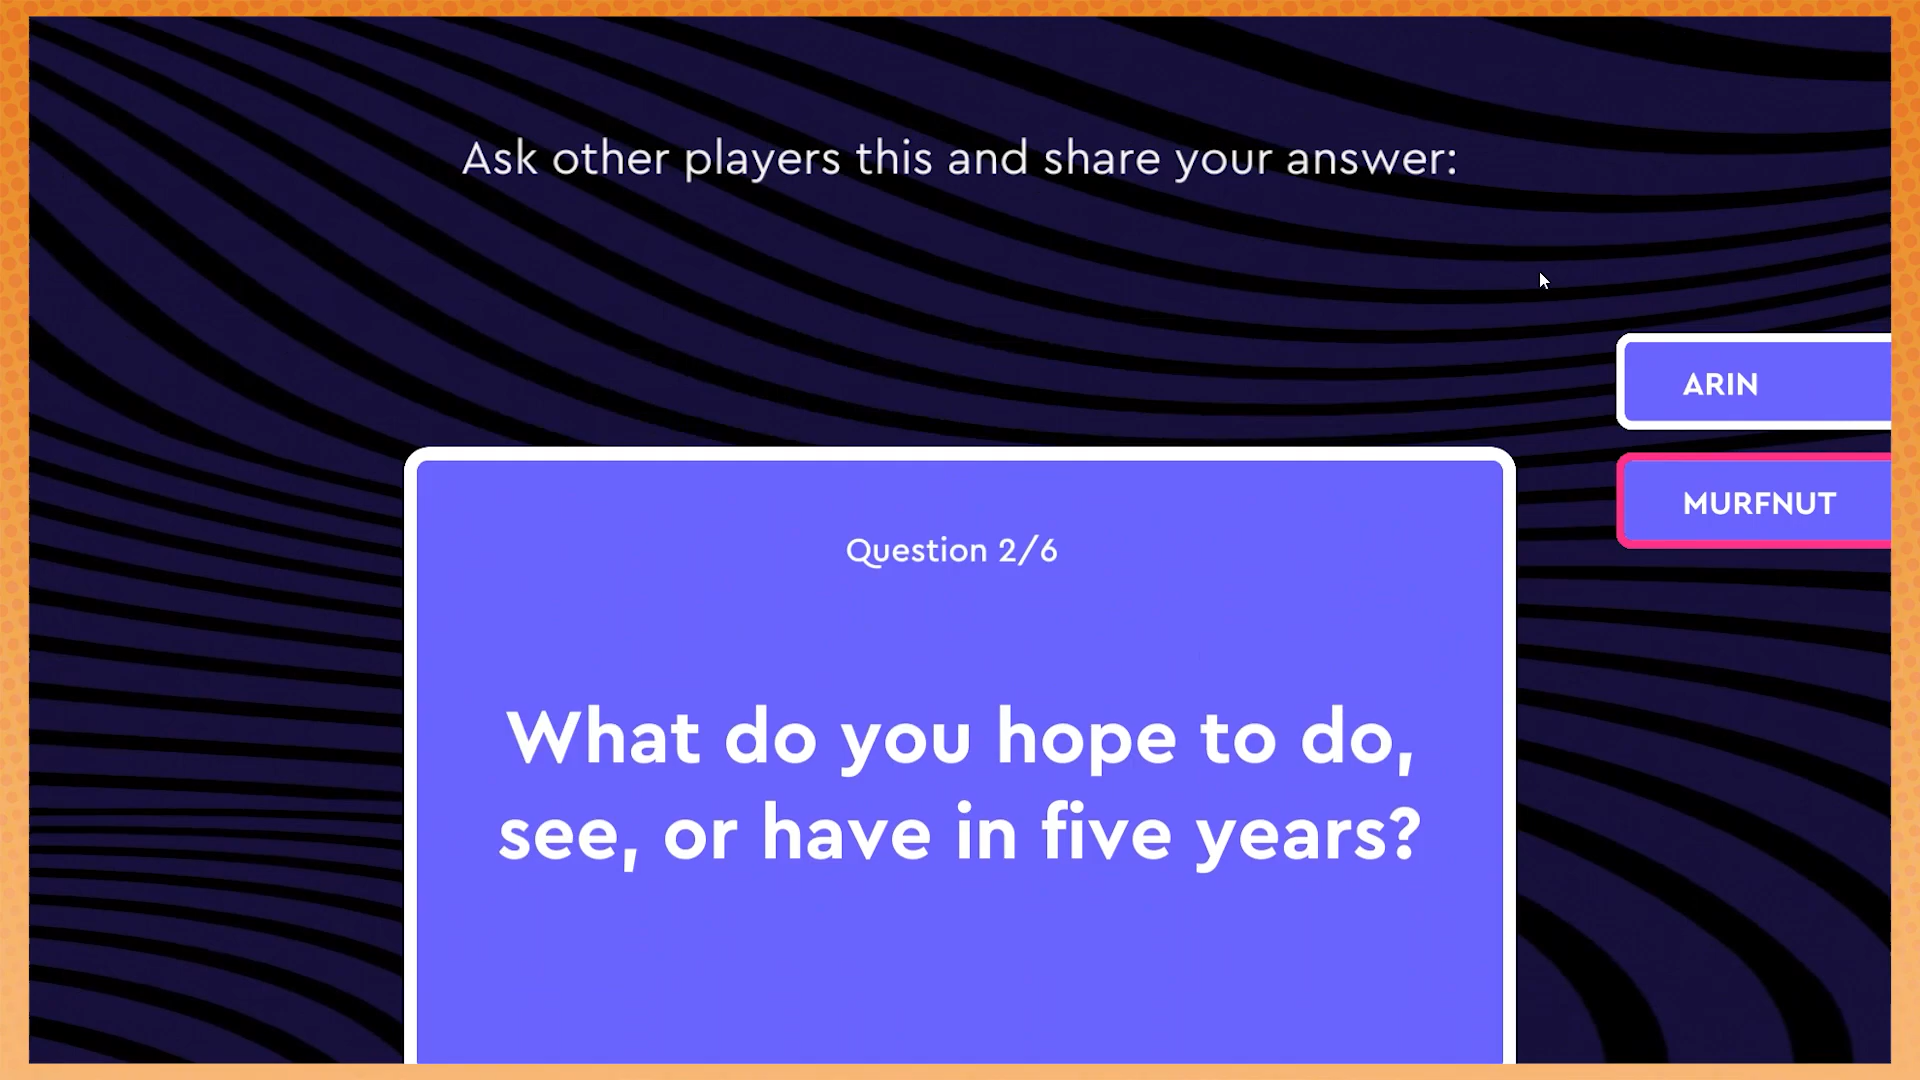 Ask other players this and share your answer:
ARIN
MURFNUT
Question 2/6
What do you hope to do,
see, or have in five years?